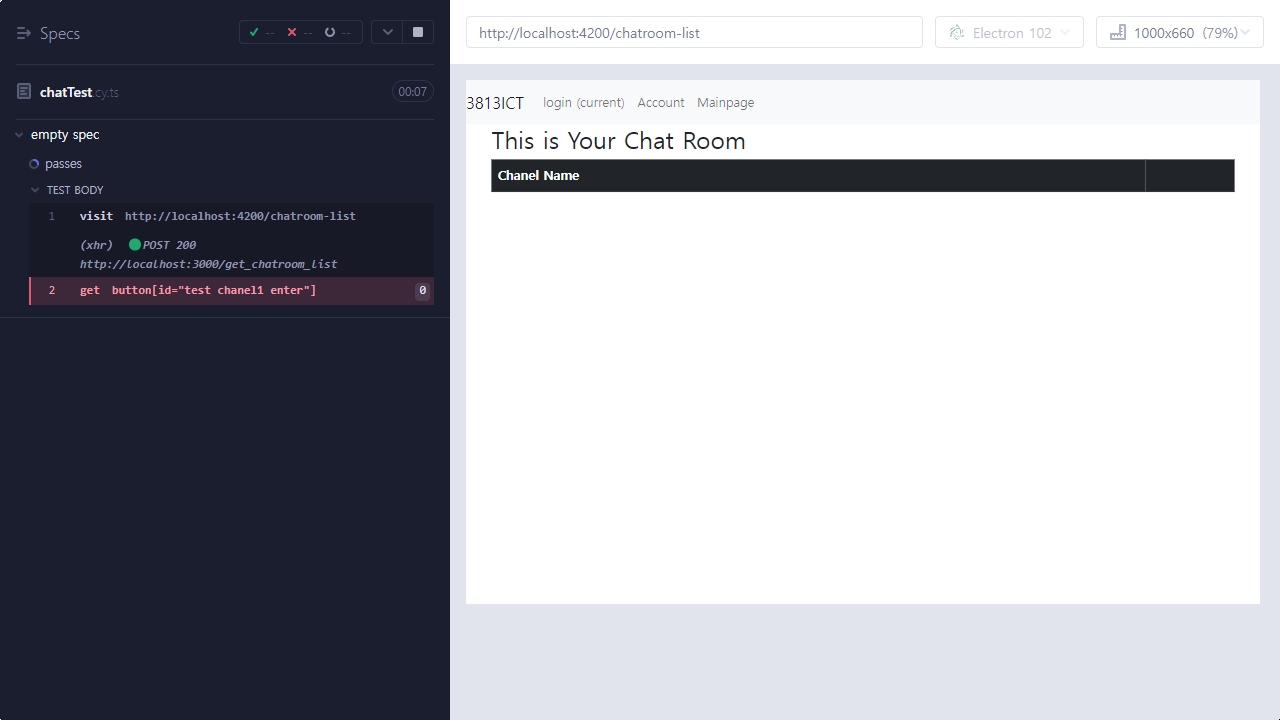 Specs
-- -- --
chatTest.cy.ts 00:07
empty spec
passes
TEST BODY
1 visit http://localhost:4200/chatroom-list
(xhr) POST 200
http://localhost:3000/get_chatroom_list
2 get button[id="test chanel1 enter"] 0
http://localhost:4200/chatroom-list Electron 102 1000x660 (79%)
3813ICT login (current) Account Mainpage
This is Your Chat Room
Chanel Name